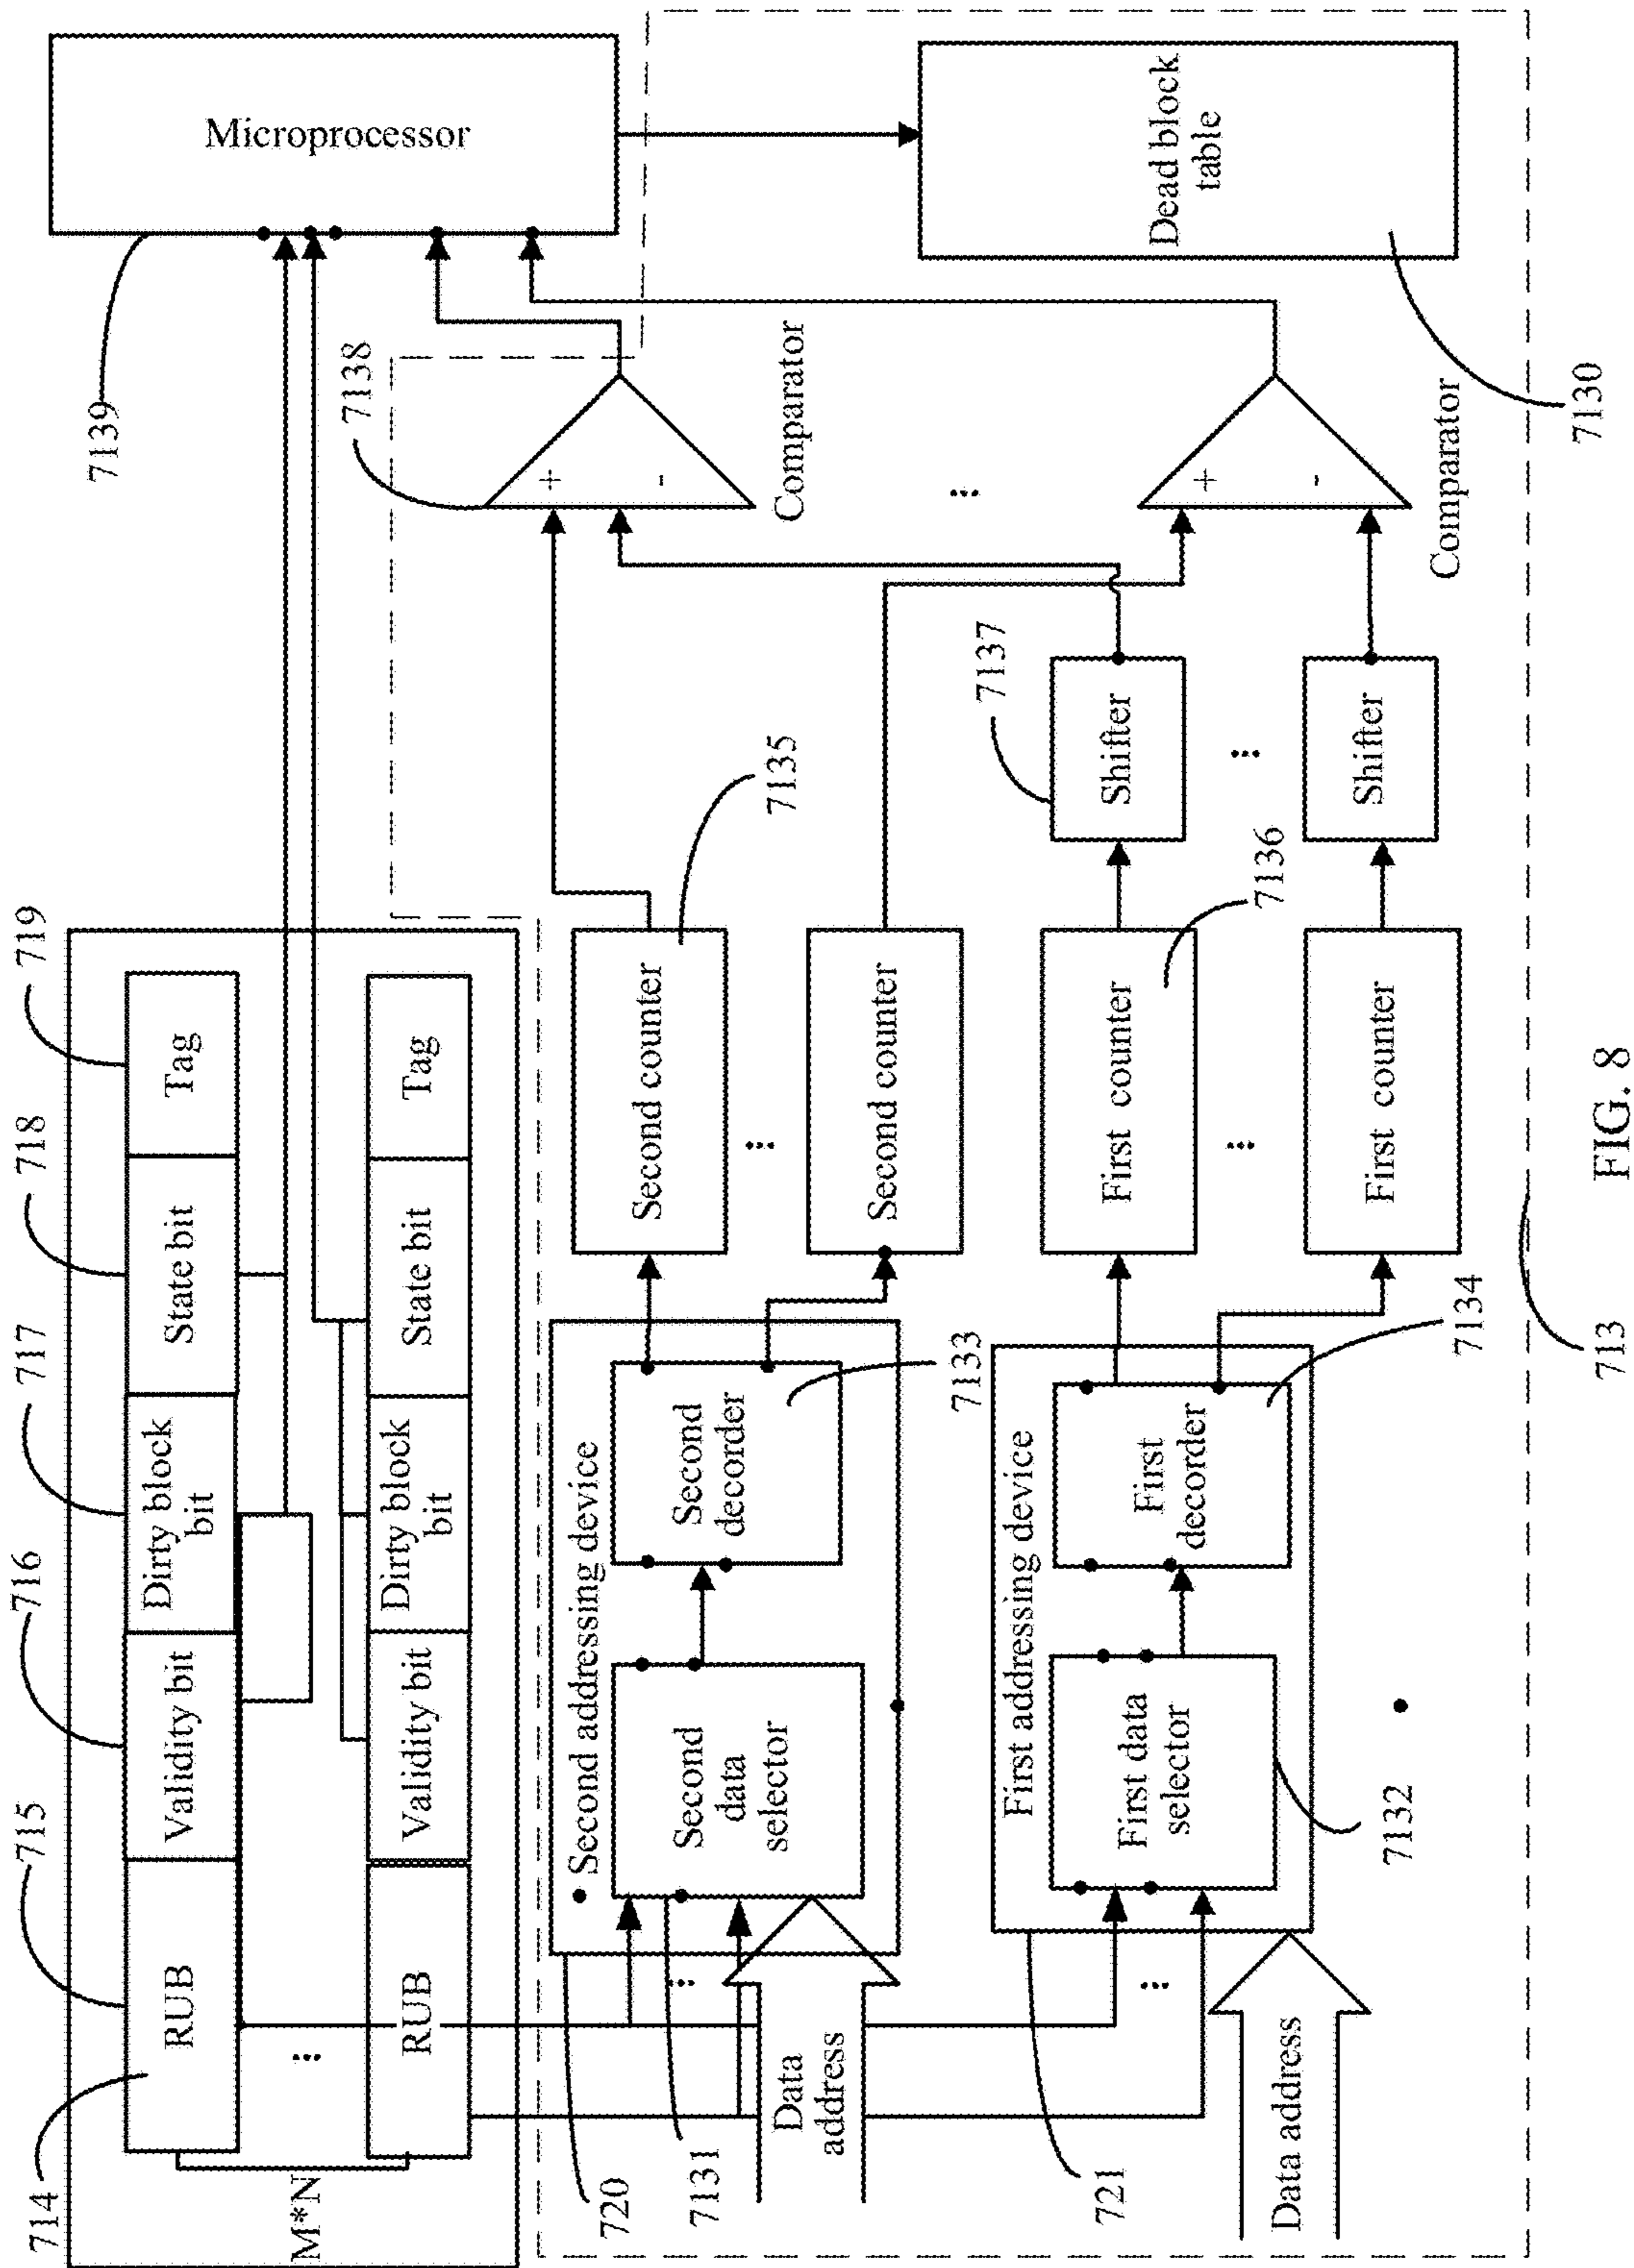 714
715
716
717
718
719
7139
RUB
Validity bit
Dirty block
bit
State bit
Tag
Microprocessor
M*N
...
RUB
Validity bit
Dirty block
bit
State bit
Tag
7138
720
7131
Data
address
...
Second addressing device
Second
data
selector
Second
decorder
7133
Second counter
...
Second counter
7135
+
-
Comparator
...
Dead block
table
721
Data address
...
First addressing device
First data
selector
7132
First
decorder
7134
First counter
...
First counter
7136
7137
Shifter
...
Shifter
+
-
Comparator
7130
713
FIG. 8